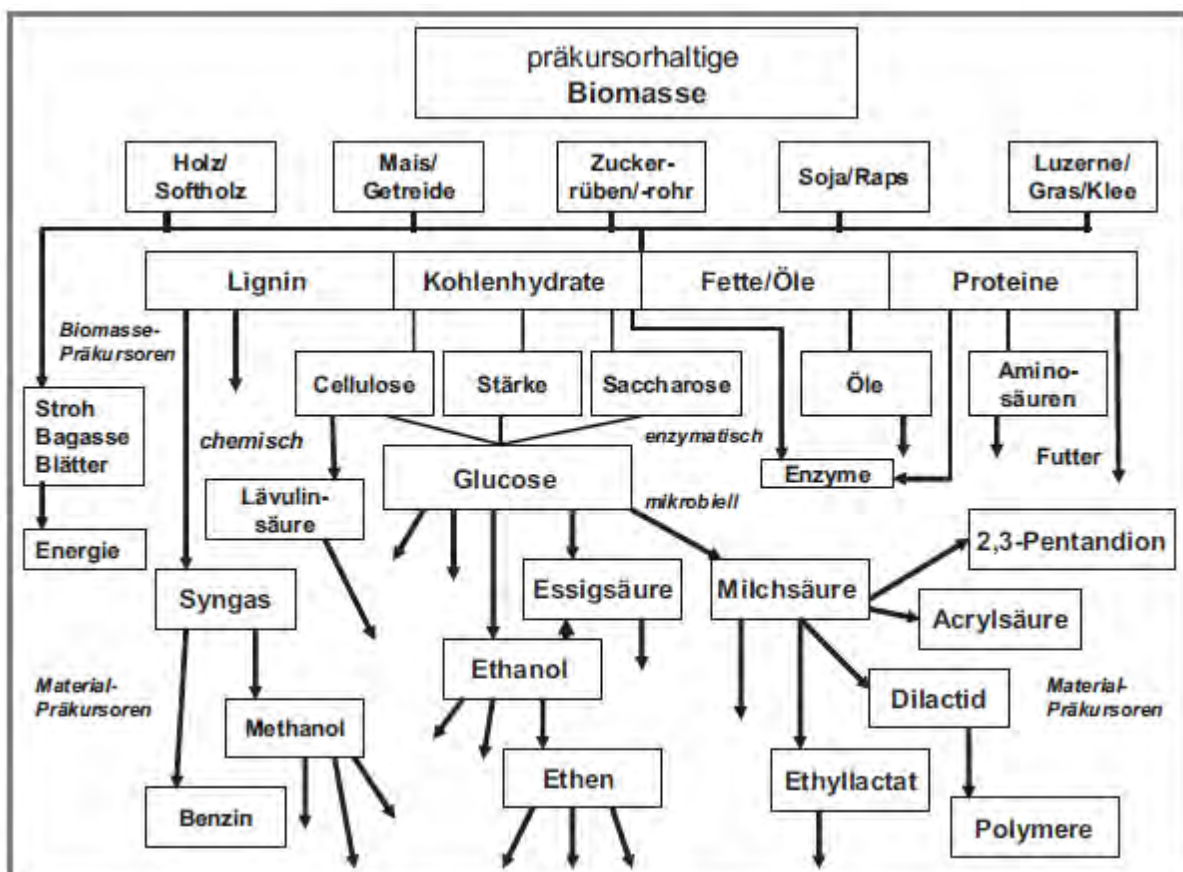 präkursorhaltige
Biomasse
Holz/
Softholz
Mais/
Getreide
Zucker-
rüben/-rohr
Soja/Raps
Luzerne/
Gras/Klee
Lignin
Kohlenhydrate
Fette/Öle
Proteine
Biomasse-
Präkursoren
Cellulose
Stärke
Saccharose
Öle
Amino-
säuren
Stroh
Bagasse
Blätter
chemisch
enzymatisch
Futter
Glucose
Enzyme
Lävulin-
säure
mikrobiell
Energie
2,3-Pentandion
Syngas
Essigsäure
Milchsäure
Acrylsäure
Ethanol
Material-
Präkursoren
Dilactid
Material-
Präkursoren
Methanol
Ethen
Ethyllactat
Benzin
Polymere